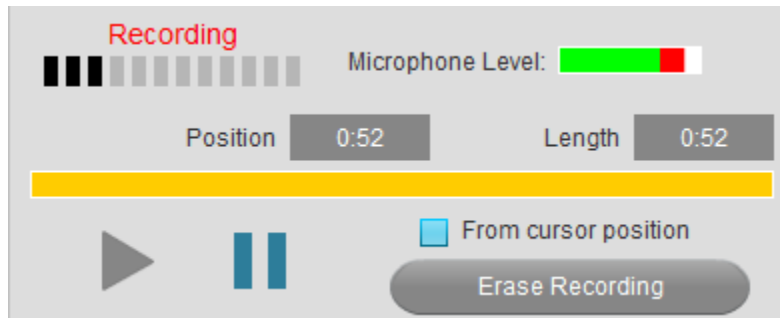 Recording
Microphone Level:
Position 0:52 Length 0:52
From cursor position
Erase Recording